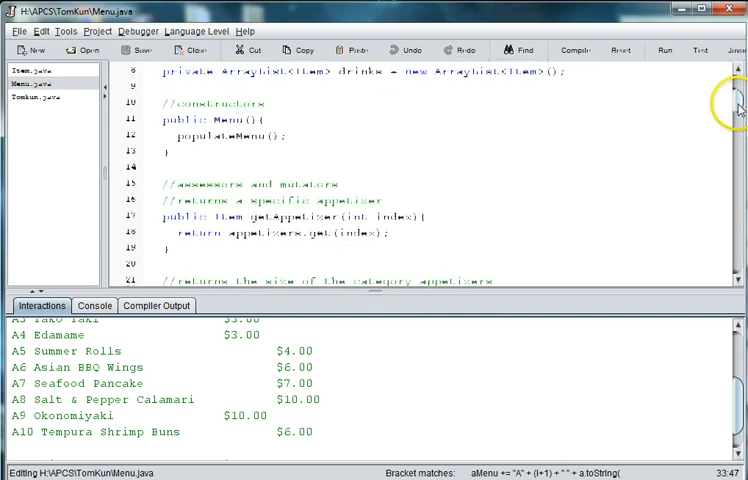 H:\APCS\TomKun\Menu.java
File Edit Tools Project Debugger Language Level Help
New Open Save Close Cut Copy Paste Undo Redo Find Compile Reset Run Test Javac
Item.java
Menu.java
Tomkun.java
8 private ArrayList<Item> drinks = new ArrayList<Item>();
9
10 //constructors
11 public Menu(){
12 populateMenu();
13 }
14
15 //assessors and mutators
16 //returns a specific appetizer
17 public Item getAppetizer(int index){
18 return appetizers.get(index);
19 }
20
21 //returns the size of the category appetizers
Interactions Console Compiler Output
A3 Tako Yaki $5.00
A4 Edamame $3.00
A5 Summer Rolls $4.00
A6 Asian BBQ Wings $6.00
A7 Seafood Pancake $7.00
A8 Salt & Pepper Calamari $10.00
A9 Okonomiyaki $10.00
A10 Tempura Shrimp Buns $6.00
Editing H:\APCS\TomKun\Menu.java Bracket matches: aMenu += "A" + (i+1) + " " + a.toString( 33:47